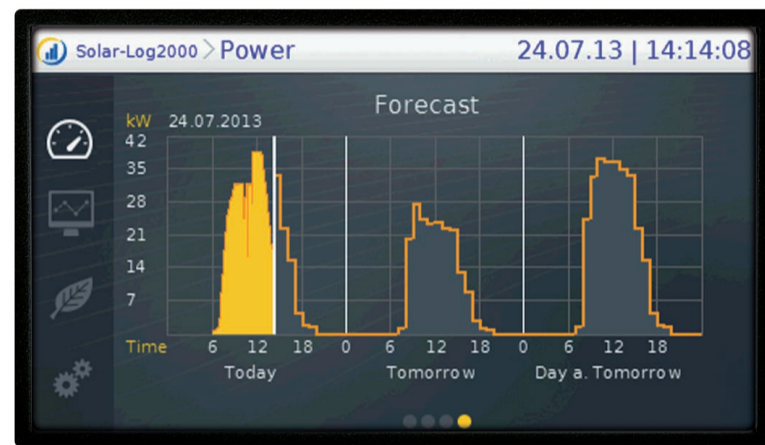 Solar-Log2000 > Power 24.07.13 | 14:14:08
Forecast
kW 24.07.2013
42
35
28
21
14
7
Time 6 12 18 0 6 12 18 0 6 12 18
Today Tomorrow Day a. Tomorrow